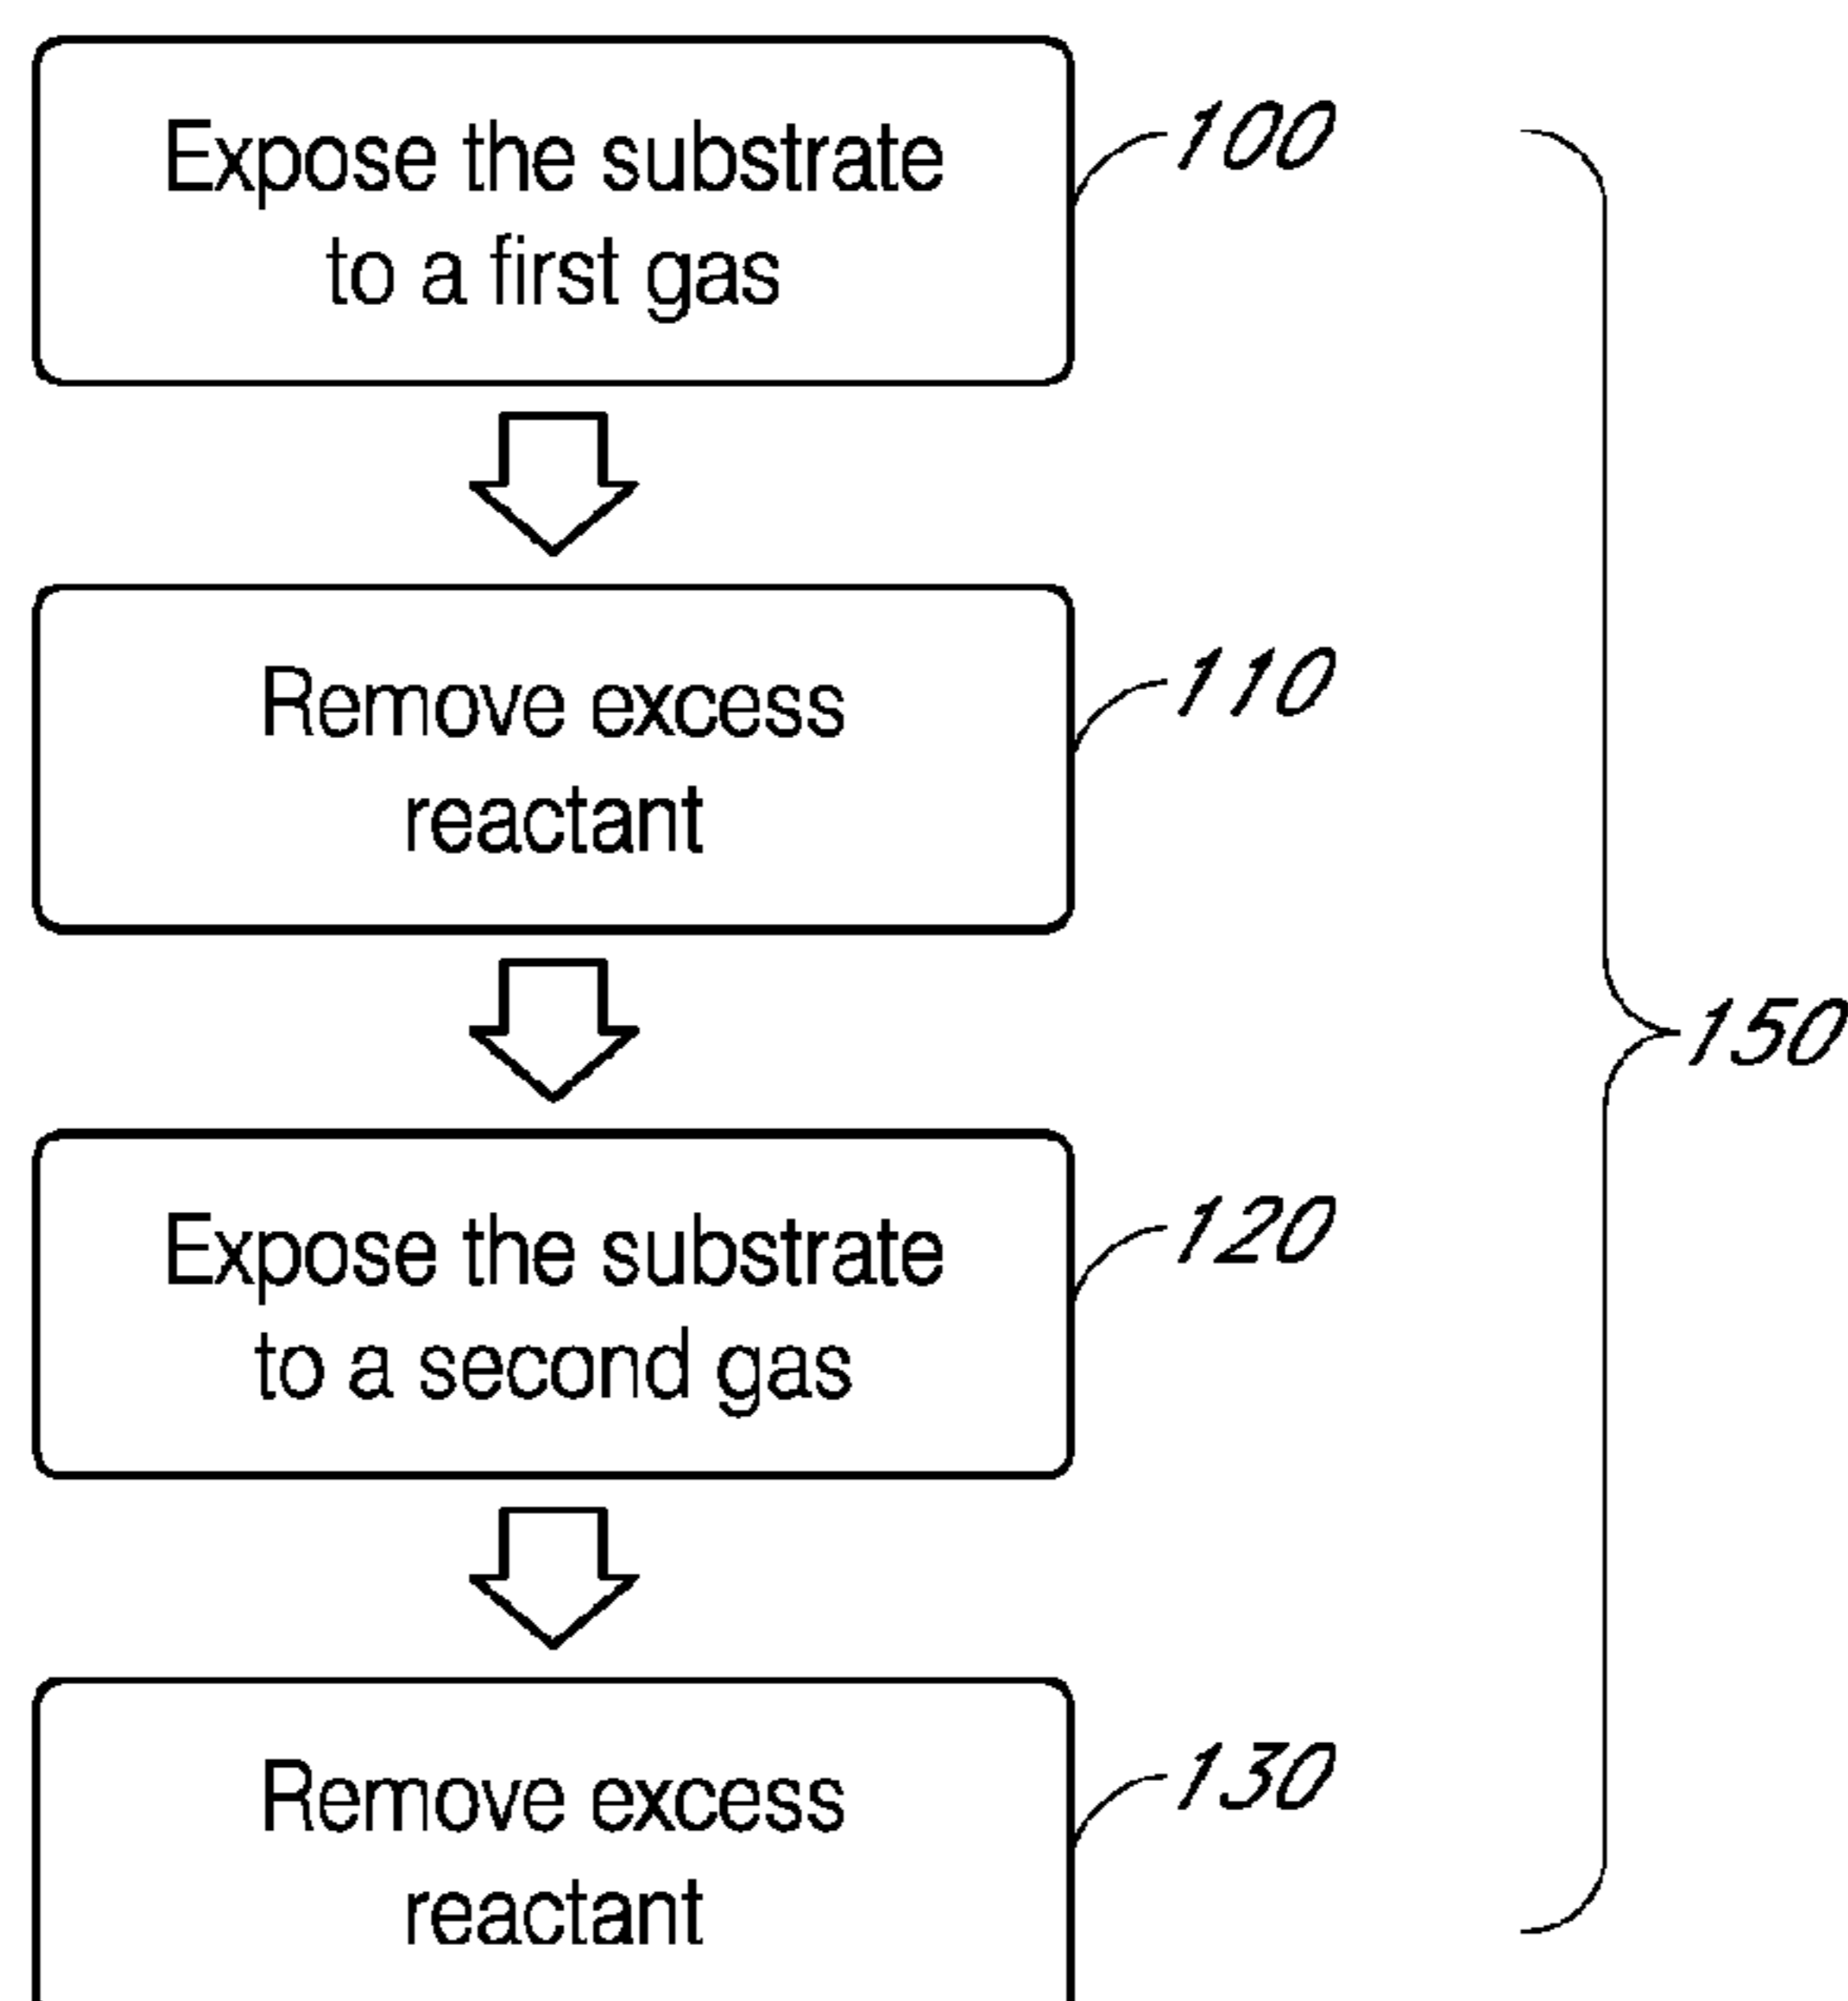 Expose the substrate
to a first gas
100
Remove excess
reactant
110
150
Expose the substrate
to a second gas
120
Remove excess
reactant
130